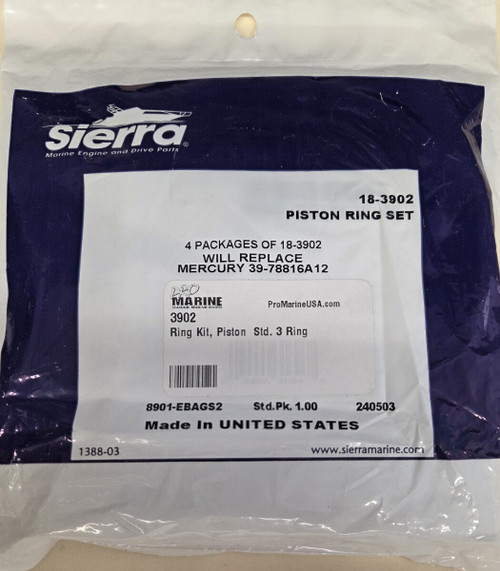 Sierra®
Marine Engine and Drive Parts
18-3902
PISTON RING SET
4 PACKAGES OF 18-3902
WILL REPLACE
MERCURY 39-78816A12
PRO
MARINE
ProMarineUSA.com
3902
Ring Kit, Piston Std. 3 Ring
8901-EBAGS2 Std.Pk. 1.00 240503
Made In UNITED STATES
1388-03 www.sierramarine.com